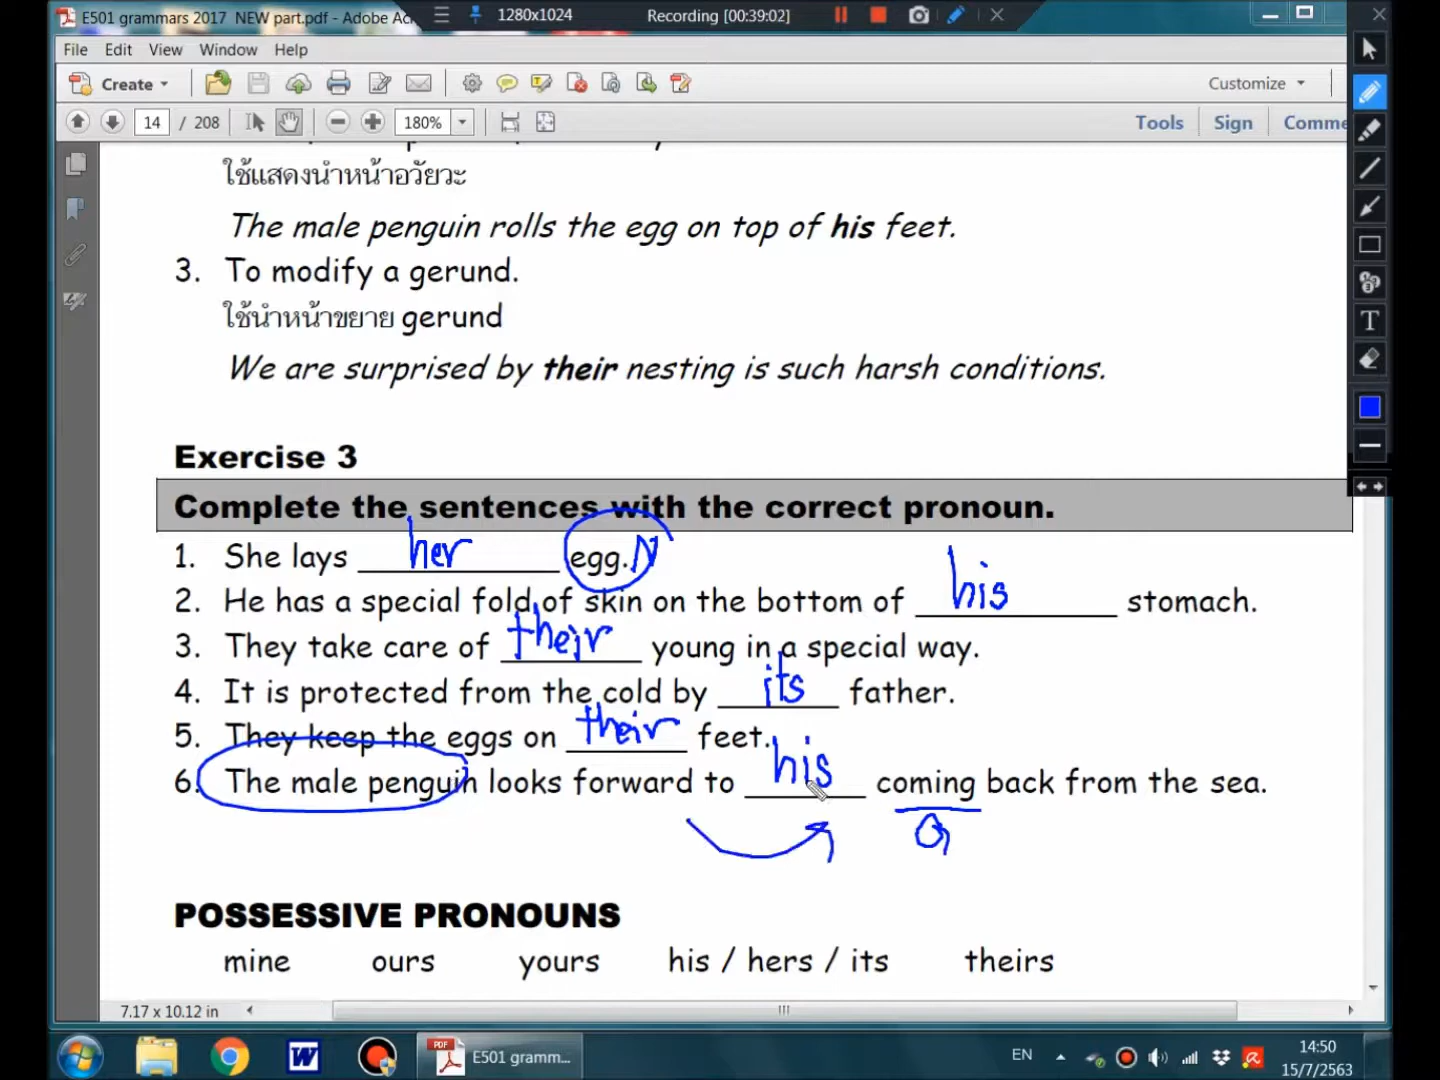 E501 grammars 2017 NEW part.pdf - Adobe Ac
1280x1024
Recording [00:39:02]
File Edit View Window Help
Create
Customize
14 / 208
180%
Tools Sign Comme
ใช้แสดงนำหน้าอวัยวะ
The male penguin rolls the egg on top of his feet.
3. To modify a gerund.
ใช้นำหน้าขยาย gerund
We are surprised by their nesting is such harsh conditions.
Exercise 3
Complete the sentences with the correct pronoun.
1. She lays her egg. N
2. He has a special fold of skin on the bottom of his stomach.
3. They take care of their young in a special way.
4. It is protected from the cold by its father.
5. They keep the eggs on their feet.
6. The male penguin looks forward to his coming back from the sea.
G
POSSESSIVE PRONOUNS
mine ours yours his / hers / its theirs
7.17 x 10.12 in
E501 gramm...
EN
14:50
15/7/2563